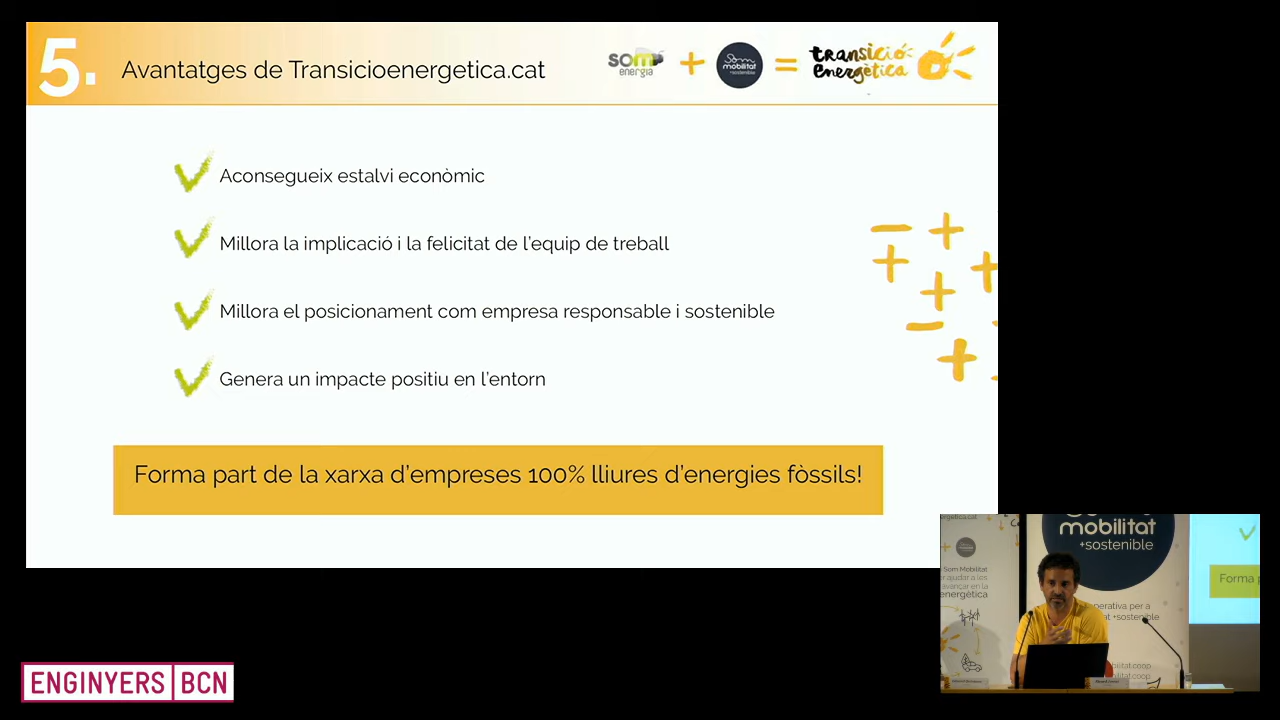 5.
Avantatges de Transicioenergetica.cat
som energia
+
Som mobilitat +sostenible
=
transició energètica
Aconsegueix estalvi econòmic
Millora la implicació i la felicitat de l'equip de treball
Millora el posicionament com empresa responsable i sostenible
Genera un impacte positiu en l'entorn
Forma part de la xarxa d'empreses 100% lliures d'energies fòssils!
mobilitat
+sostenible
Som Mobilitat
energètica
Forma
ENGINYERS BCN